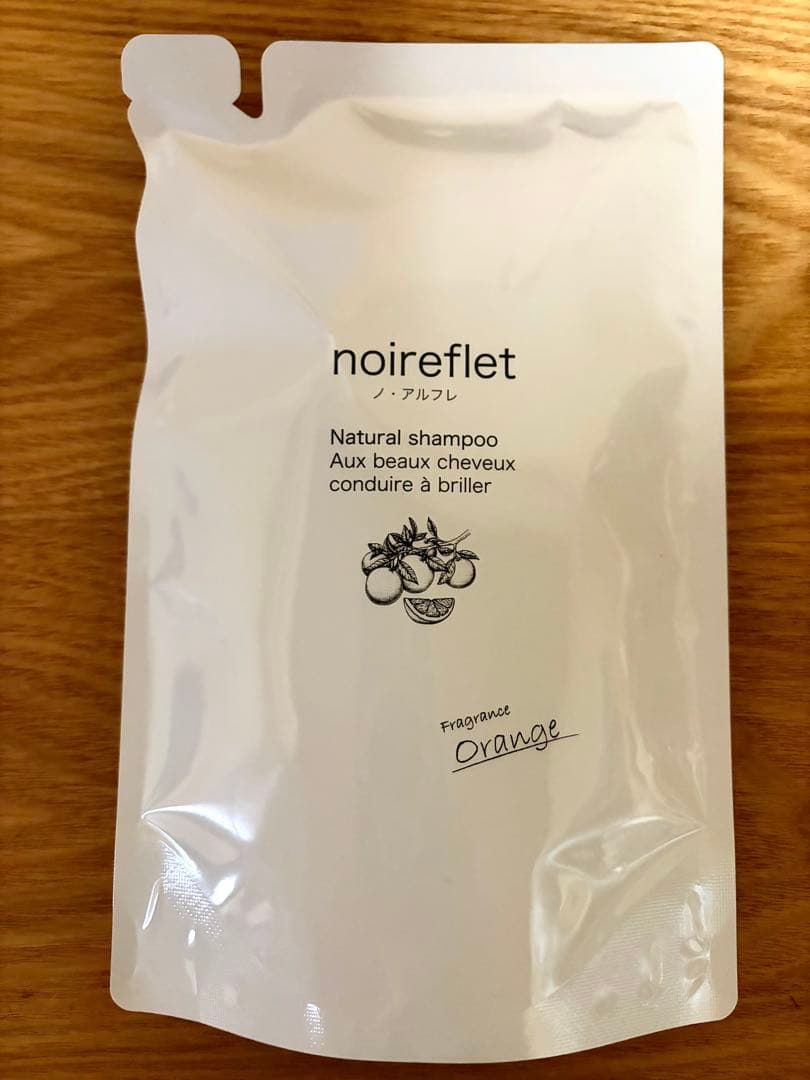 noireflet
ノ・アルフレ
Natural shampoo
Aux beaux cheveux
conduire à briller
Fragrance
Orange